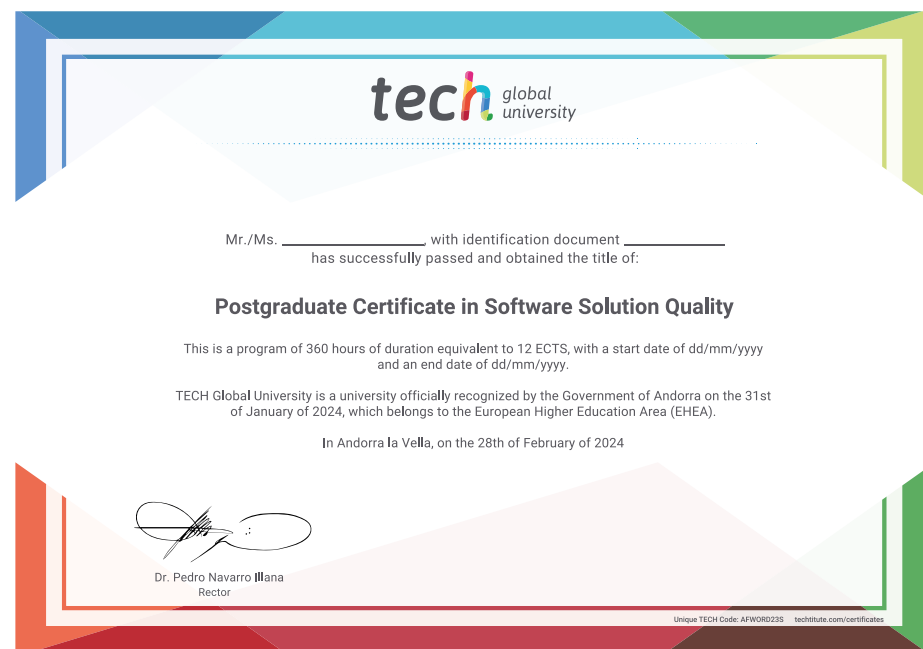 tech global university
Mr./Ms. ____________________, with identification document ______________
has successfully passed and obtained the title of:
Postgraduate Certificate in Software Solution Quality
This is a program of 360 hours of duration equivalent to 12 ECTS, with a start date of dd/mm/yyyy
and an end date of dd/mm/yyyy.
TECH Global University is a university officially recognized by the Government of Andorra on the 31st
of January of 2024, which belongs to the European Higher Education Area (EHEA).
In Andorra la Vella, on the 28th of February of 2024
Dr. Pedro Navarro Illana
Rector
Unique TECH Code: AFWORD23S techtitute.com/certificates